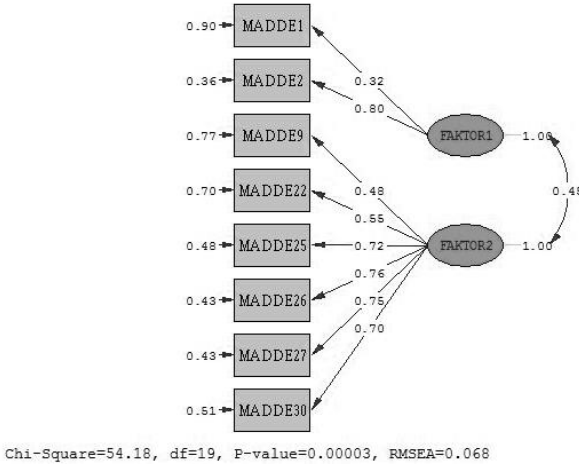 0.90 MADDE1
0.32
0.36 MADDE2
0.80
0.77 MADDE9
FAKTOR1 1.00
0.48
0.70 MADDE22
0.48
0.55
0.48 MADDE25
0.72
FAKTOR2 1.00
0.76
0.43 MADDE26
0.75
0.70
0.43 MADDE27
0.51 MADDE30
Chi-Square=54.18, df=19, P-value=0.00003, RMSEA=0.068